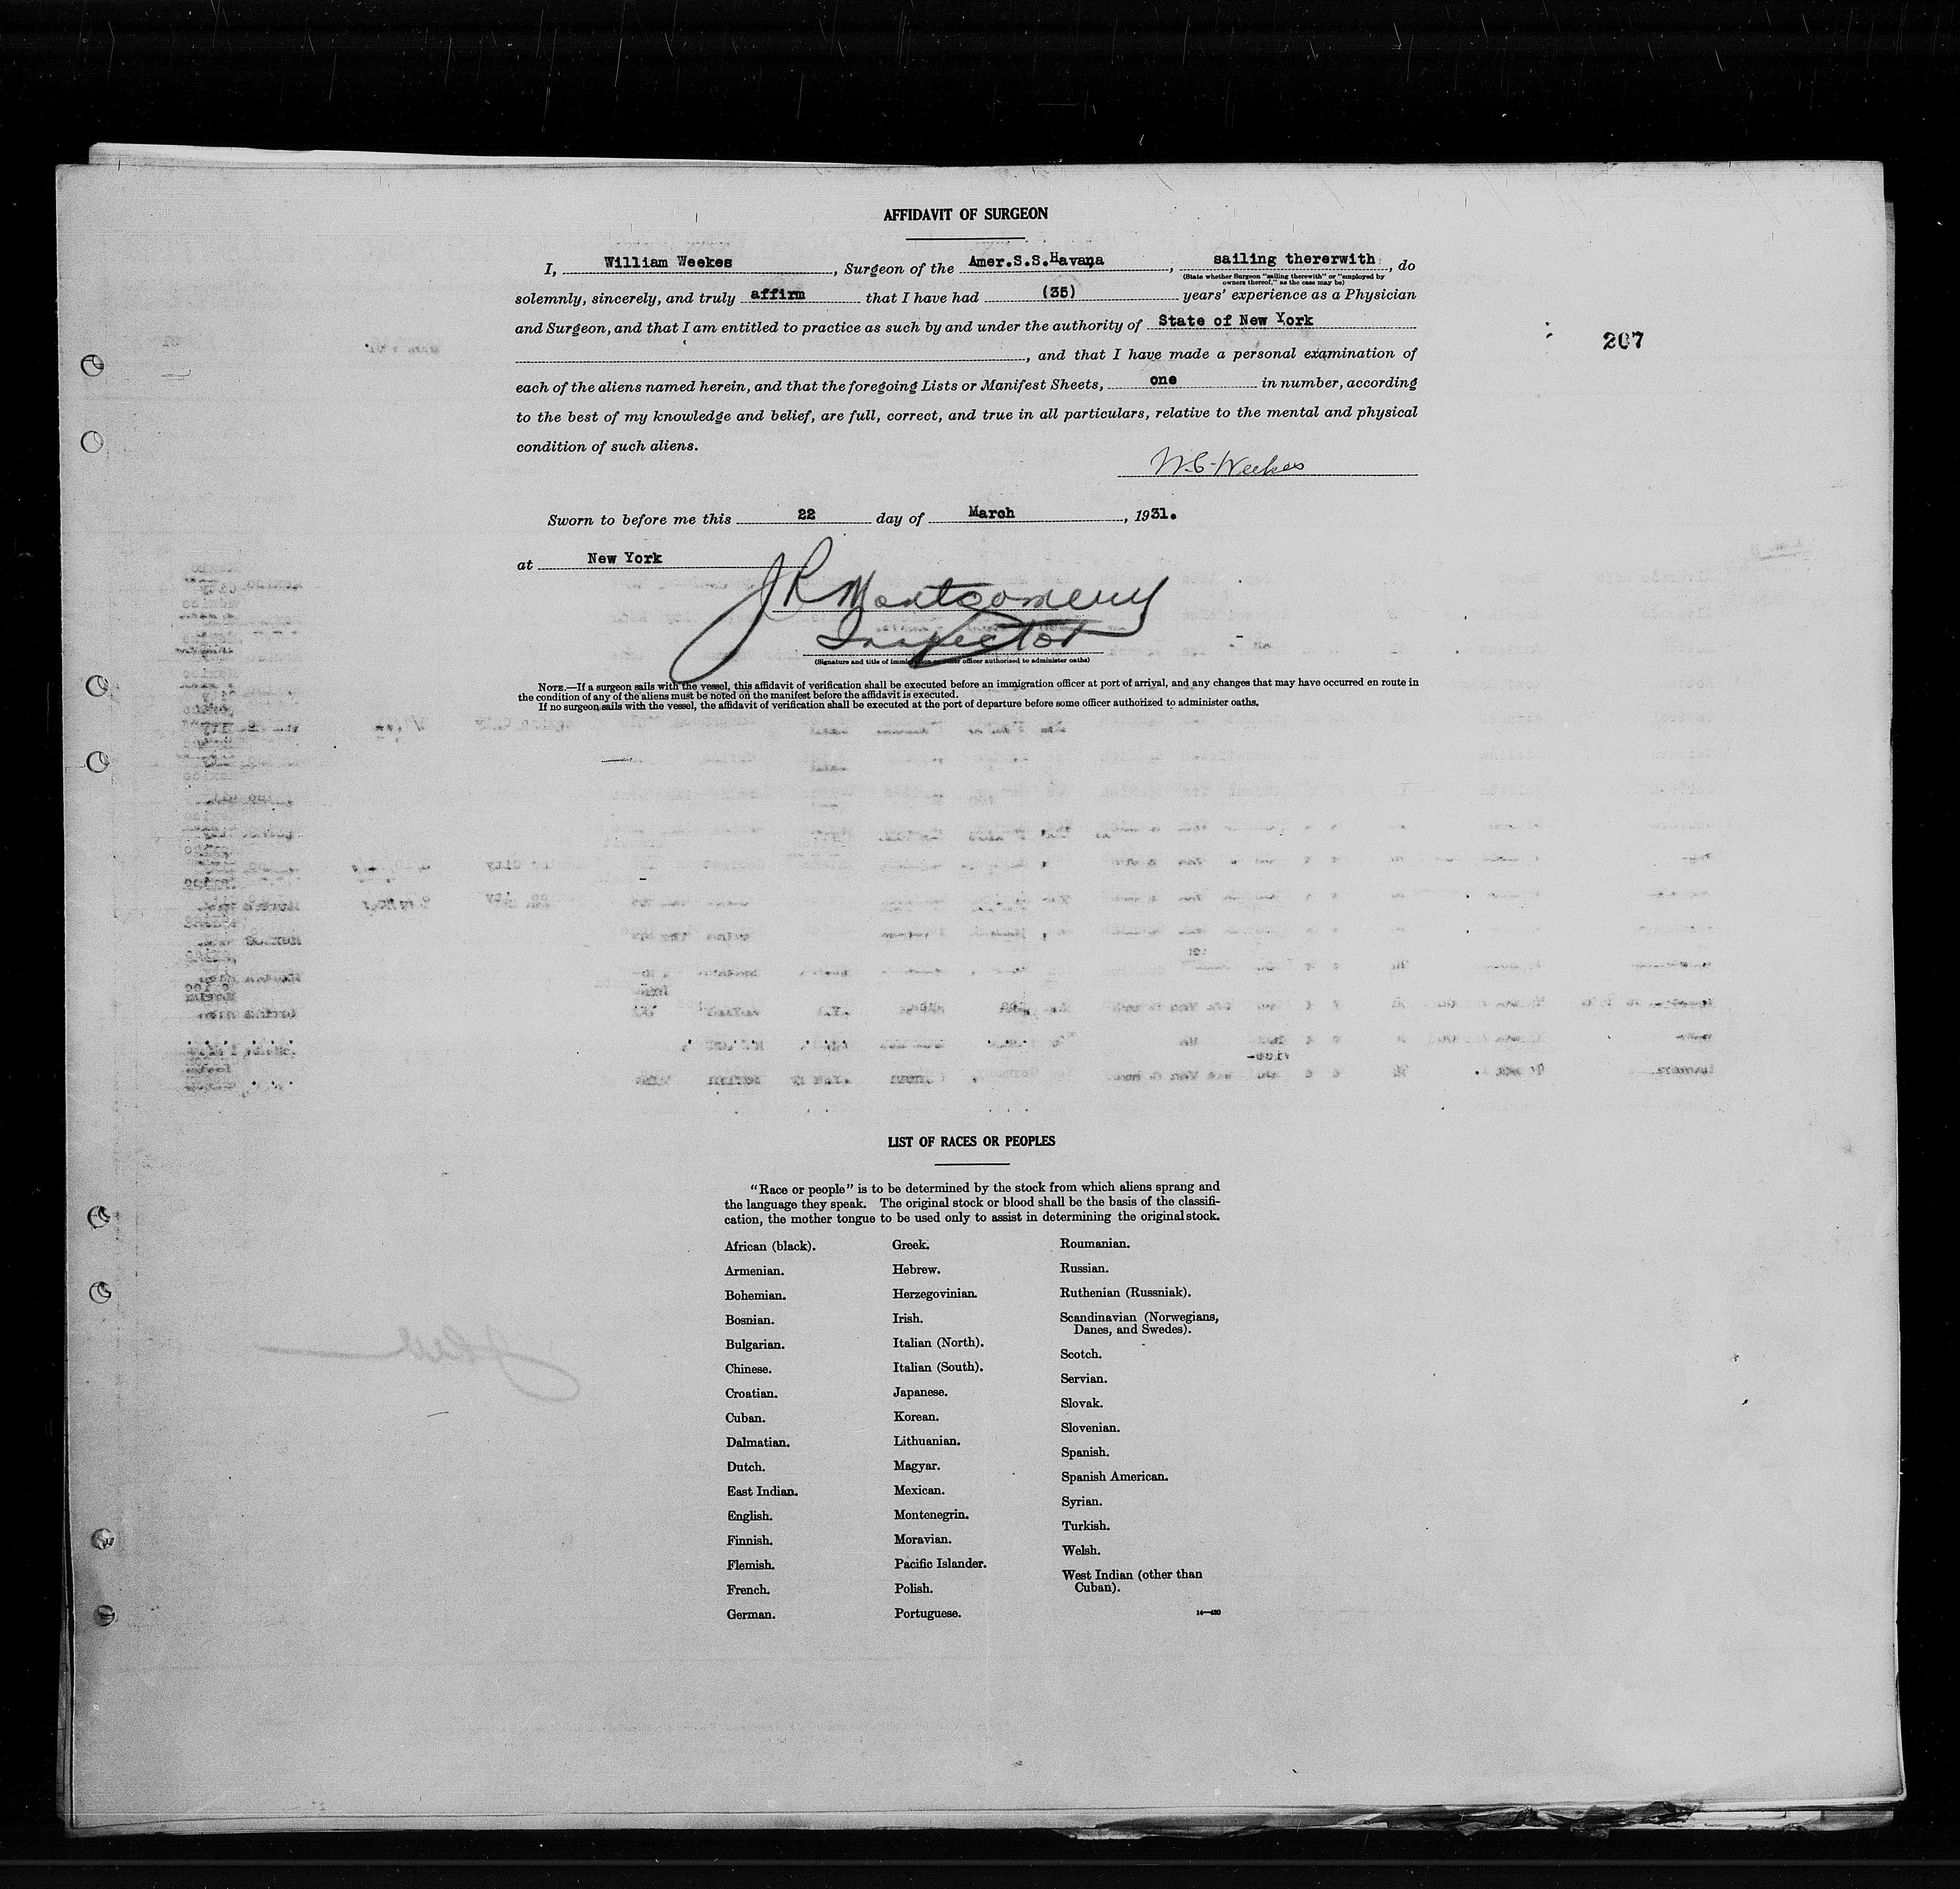 AFFIDAVIT OF SURGEON
I, William Weekes, Surgeon of the Amer.S.S.Havana, sailing thererwith, do
(State whether Surgeon "sailing therewith" or "employed by
owners thereof," as the case may be)
solemnly, sincerely, and truly affirm that I have had (35) years' experience as a Physician
and Surgeon, and that I am entitled to practice as such by and under the authority of State of New York
, and that I have made a personal examination of
207
each of the aliens named herein, and that the foregoing Lists or Manifest Sheets, one in number, according
to the best of my knowledge and belief, are full, correct, and true in all particulars, relative to the mental and physical
condition of such aliens.
W.C. Weekes
Sworn to before me this 22 day of March, 1931.
at New York
J R Montgomery
Inspector
(Signature and title of immigration or other officer authorized to administer oaths)
NOTE.—If a surgeon sails with the vessel, this affidavit of verification shall be executed before an immigration officer at port of arrival, and any changes that may have occurred en route in
the condition of any of the aliens must be noted on the manifest before the affidavit is executed.
If no surgeon sails with the vessel, the affidavit of verification shall be executed at the port of departure before some officer authorized to administer oaths.
LIST OF RACES OR PEOPLES
"Race or people" is to be determined by the stock from which aliens sprang and
the language they speak. The original stock or blood shall be the basis of the classifi-
cation, the mother tongue to be used only to assist in determining the original stock.
African (black).
Armenian.
Bohemian.
Bosnian.
Bulgarian.
Chinese.
Croatian.
Cuban.
Dalmatian.
Dutch.
East Indian.
English.
Finnish.
Flemish.
French.
German.
Greek.
Hebrew.
Herzegovinian.
Irish.
Italian (North).
Italian (South).
Japanese.
Korean.
Lithuanian.
Magyar.
Mexican.
Montenegrin.
Moravian.
Pacific Islander.
Polish.
Portuguese.
Roumanian.
Russian.
Ruthenian (Russniak).
Scandinavian (Norwegians,
Danes, and Swedes).
Scotch.
Servian.
Slovak.
Slovenian.
Spanish.
Spanish American.
Syrian.
Turkish.
Welsh.
West Indian (other than
Cuban).
14—430